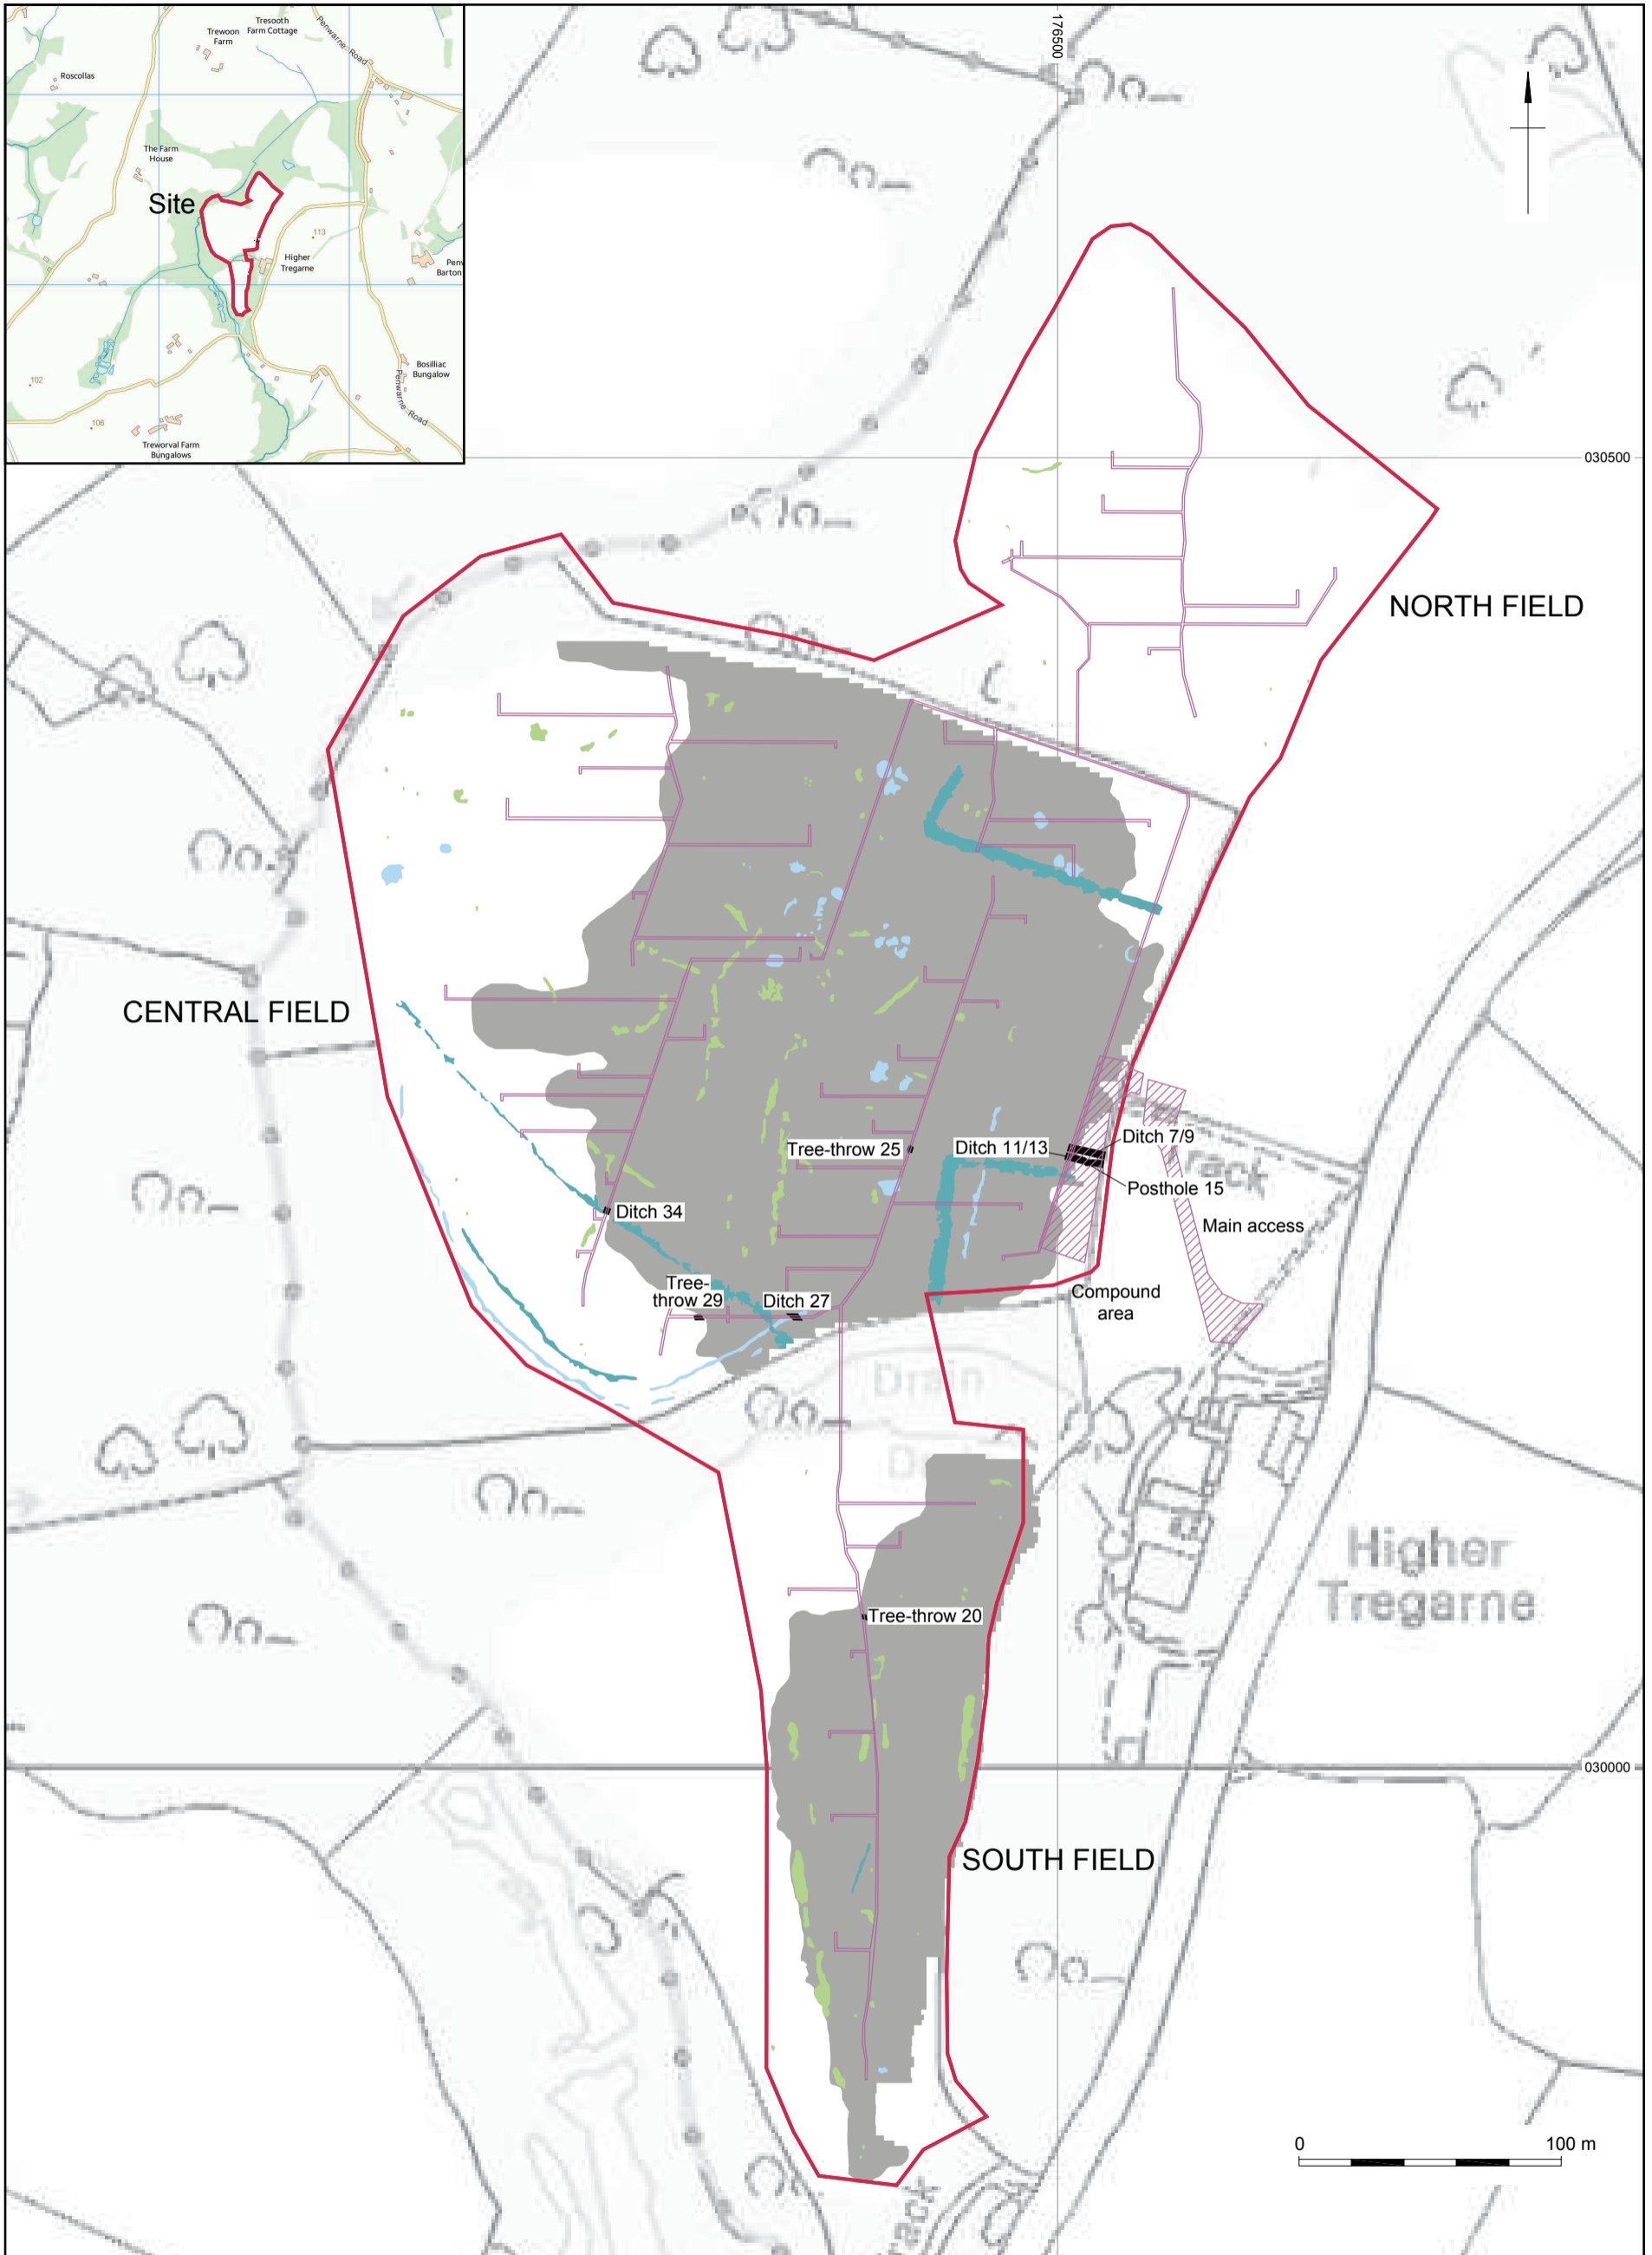 Tresooth
Farm Cottage
Trewoon
Farm
Penwarne Road
Roscollas
The Farm
House
Site
113
Higher
Tregarne
Penw
Barton
102
106
Bosilliac
Bungalow
Penwarne Road
Treworval Farm
Bungalows
176500
030500
NORTH FIELD
CENTRAL FIELD
Tree-throw 25
Ditch 11/13
Ditch 7/9
Track
Posthole 15
Main access
Ditch 34
Tree-
throw 29
Ditch 27
Compound
area
Drain
Higher
Tregarne
Tree-throw 20
030000
SOUTH FIELD
0
100 m